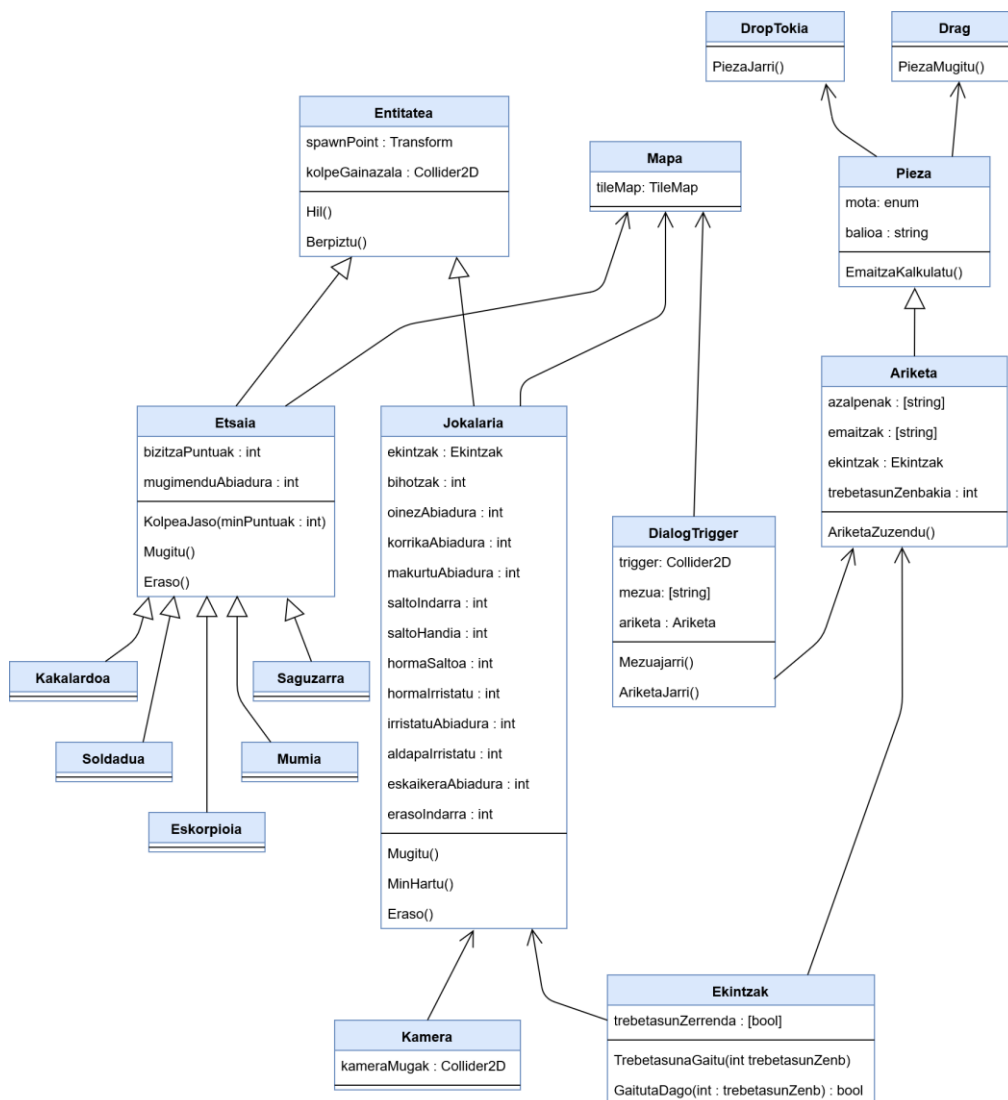 DropTokia
PiezaJarri()
Drag
PiezaMugitu()
Entitatea
spawnPoint : Transform
kolpeGainazala : Collider2D
Hil()
Berpiztu()
Mapa
tileMap: TileMap
Pieza
mota: enum
balioa : string
EmaitzaKalkulatu()
Ariketa
azalpenak : [string]
emaitzak : [string]
ekintzak : Ekintzak
trebetasunZenbakia : int
AriketaZuzendu()
Etsaia
bizitzaPuntuak : int
mugimenduAbiadura : int
KolpeaJaso(minPuntuak : int)
Mugitu()
Eraso()
Jokalaria
ekintzak : Ekintzak
bihotzak : int
oinezAbiadura : int
korrikaAbiadura : int
makurtuAbiadura : int
saltoIndarra : int
saltoHandia : int
hormaSaltoa : int
hormaIrristatu : int
irristatuAbiadura : int
aldapaIrristatu : int
eskaikeraAbiadura : int
erasoIndarra : int
Mugitu()
MinHartu()
Eraso()
DialogTrigger
trigger: Collider2D
mezua: [string]
ariketa : Ariketa
Mezuajarri()
AriketaJarri()
Kakalardoa
Saguzarra
Soldadua
Mumia
Eskorpioia
Kamera
kameraMugak : Collider2D
Ekintzak
trebetasunZerrenda : [bool]
TrebetasunaGaitu(int trebetasunZenb)
GaitutaDago(int : trebetasunZenb) : bool